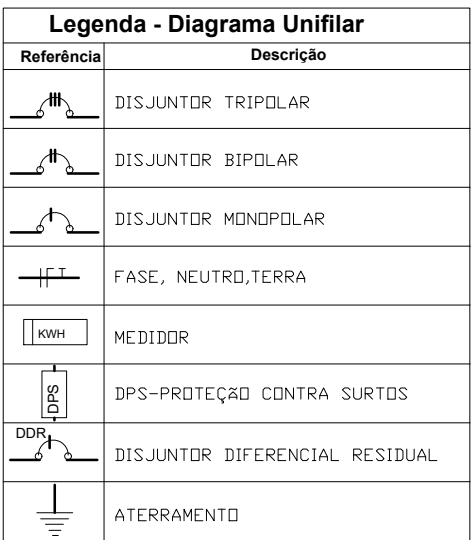 Legenda - Diagrama Unifilar
Referência Descrição
DISJUNTOR TRIPOLAR
DISJUNTOR BIPOLAR
DISJUNTOR MONOPOLAR
FASE, NEUTRO,TERRA
KWH MEDIDOR
DPS DPS-PROTEÇãO CONTRA SURTOS
DDR DISJUNTOR DIFERENCIAL RESIDUAL
ATERRAMENTO